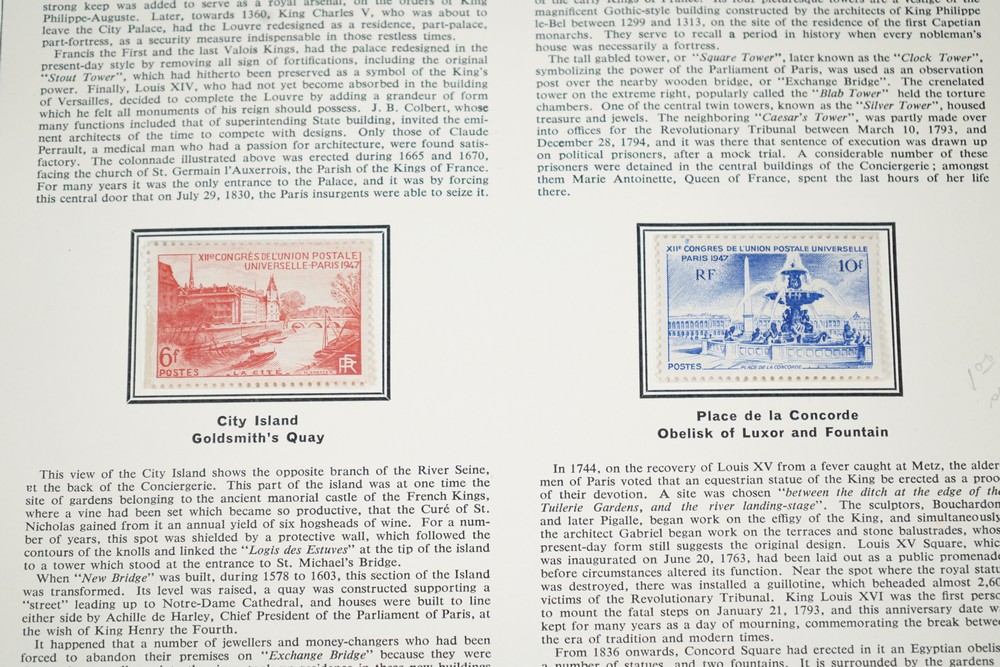 strong keep was added to serve as a royal arsenal, on the orders of King
Philippe-Auguste. Later, towards 1360, King Charles V, who was about to
leave the City Palace, had the Louvre redesigned as a residence, part-palace,
part-fortress, as a security measure indispensable in those restless times.
Francis the First and the last Valois Kings, had the palace redesigned in the
present-day style by removing all sign of fortifications, including the original
"Stout Tower", which had hitherto been preserved as a symbol of the King's
power. Finally, Louis XIV, who had not yet become absorbed in the building
of Versailles, decided to complete the Louvre by adding a grandeur of form
which he felt all monuments of his reign should possess. J. B. Colbert, whose
many functions included that of superintending State building, invited the emi-
nent architects of the time to compete with designs. Only those of Claude
Perrault, a medical man who had a passion for architecture, were found satis-
factory. The colonnade illustrated above was erected during 1665 and 1670,
facing the church of St. Germain l'Auxerrois, the Parish of the Kings of France.
For many years it was the only entrance to the Palace, and it was by forcing
this central door that on July 29, 1830, the Paris insurgents were able to seize it.
XIIe CONGRÈS DE L'UNION POSTALE
UNIVERSELLE-PARIS 1947
6f
POSTES
LA CITÉ
RF
City Island
Goldsmith's Quay
This view of the City Island shows the opposite branch of the River Seine,
at the back of the Conciergerie. This part of the island was at one time the
site of gardens belonging to the ancient manorial castle of the French Kings,
where a vine had been set which became so productive, that the Curé of St.
Nicholas gained from it an annual yield of six hogsheads of wine. For a num-
ber of years, this spot was shielded by a protective wall, which followed the
contours of the knolls and linked the "Logis des Estuves" at the tip of the island
to a tower which stood at the entrance to St. Michael's Bridge.
When "New Bridge" was built, during 1578 to 1603, this section of the Island
was transformed. Its level was raised, a quay was constructed supporting a
"street" leading up to Notre-Dame Cathedral, and houses were built to line
either side by Achille de Harley, Chief President of the Parliament of Paris, at
the wish of King Henry the Fourth.
It happened that a number of jewellers and money-changers who had been
forced to abandon their premises on "Exchange Bridge" because they were
of the early Kings of France. Its four picturesque towers are a vestige of the
magnificent Gothic-style building constructed by the architects of King Philippe
le-Bel between 1299 and 1313, on the site of the residence of the first Capetian
monarchs. They serve to recall a period in history when every nobleman's
house was necessarily a fortress.
The tall gabled tower, or "Square Tower", later known as the "Clock Tower",
symbolizing the power of the Parliament of Paris, was used as an observation
post over the nearby wooden bridge, or "Exchange Bridge". The crenelated
tower on the extreme right, popularly called the "Blab Tower" held the torture
chambers. One of the central twin towers, known as the "Silver Tower", housed
treasure and jewels. The neighboring "Caesar's Tower", was partly made over
into offices for the Revolutionary Tribunal between March 10, 1793, and
December 28, 1794, and it was there that sentence of execution was drawn up
on political prisoners, after a mock trial. A considerable number of these
prisoners were detained in the central buildings of the Conciergerie; amongst
them Marie Antoinette, Queen of France, spent the last hours of her life
there.
XIIe CONGRES DE L'UNION POSTALE UNIVERSELLE
PARIS 1947
RF
10f
POSTES
PLACE DE LA CONCORDE
Place de la Concorde
Obelisk of Luxor and Fountain
In 1744, on the recovery of Louis XV from a fever caught at Metz, the alder-
men of Paris voted that an equestrian statue of the King be erected as a proo
of their devotion. A site was chosen "between the ditch at the edge of the
Tuilerie Gardens, and the river landing-stage". The sculptors, Bouchardon
and later Pigalle, began work on the effigy of the King, and simultaneously
the architect Gabriel began work on the terraces and stone balustrades, whos
present-day form still suggests the original design. Louis XV Square, whic
was inaugurated on June 20, 1763, had been laid out as a public promenade
before circumstances altered its function. Near the spot where the royal statu
was destroyed, there was installed a guillotine, which beheaded almost 2,60
victims of the Revolutionary Tribunal. King Louis XVI was the first perso
to mount the fatal steps on January 21, 1793, and this anniversary date w
kept for many years as a day of mourning, commemorating the break betwe
the era of tradition and modern times.
From 1836 onwards, Concord Square had erected in it an Egyptian obelis
a number of statues, and two fountains. It is surrounded by the gardens